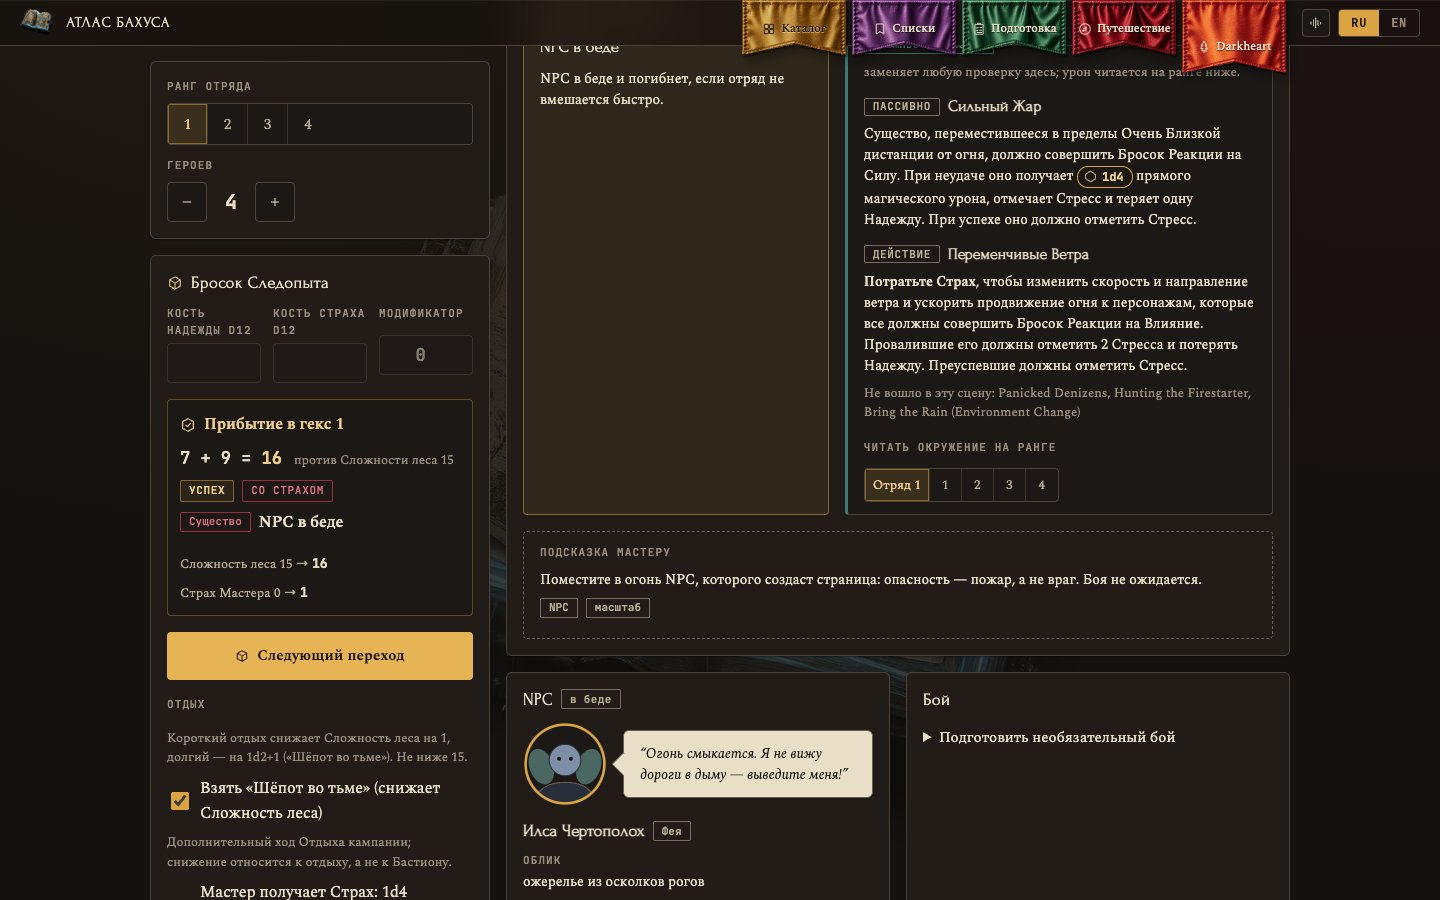 АТЛАС БАХУСА
Каталог
Списки
Подготовка
Путешествие
Darkheart
RU
EN
РАНГ ОТРЯДА
1 2 3 4
ГЕРОЕВ
− 4 +
Бросок Следопыта
КОСТЬ НАДЕЖДЫ D12
КОСТЬ СТРАХА D12
МОДИФИКАТОР
0
Прибытие в гекс 1
7 + 9 = 16 против Сложности леса 15
УСПЕХ СО СТРАХОМ
Существо NPC в беде
Сложность леса 15 → 16
Страх Мастера 0 → 1
Следующий переход
ОТДЫХ
Короткий отдых снижает Сложность леса на 1,
долгий — на 1d2+1 («Шёпот во тьме»). Не ниже 15.
Взять «Шёпот во тьме» (снижает
Сложность леса)
Дополнительный ход Отдыха кампании;
снижение относится к отдыху, а не к Бастиону.
Мастер получает Страх: 1d4
NPC в беде
NPC в беде и погибнет, если отряд не
вмешается быстро.
заменяет любую проверку здесь; урон читается на ранге ниже.
ПАССИВНО Сильный Жар
Существо, переместившееся в пределы Очень Близкой
дистанции от огня, должно совершить Бросок Реакции на
Силу. При неудаче оно получает 1d4 прямого
магического урона, отмечает Стресс и теряет одну
Надежду. При успехе оно должно отметить Стресс.
ДЕЙСТВИЕ Переменчивые Ветра
Потратьте Страх, чтобы изменить скорость и направление
ветра и ускорить продвижение огня к персонажам, которые
все должны совершить Бросок Реакции на Влияние.
Провалившие его должны отметить 2 Стресса и потерять
Надежду. Преуспевшие должны отметить Стресс.
Не вошло в эту сцену: Panicked Denizens, Hunting the Firestarter,
Bring the Rain (Environment Change)
ЧИТАТЬ ОКРУЖЕНИЕ НА РАНГЕ
Отряд 1 1 2 3 4
ПОДСКАЗКА МАСТЕРУ
Поместите в огонь NPC, которого создаст страница: опасность — пожар, а не враг. Боя не ожидается.
NPC масштаб
NPC в беде
“Огонь смыкается. Я не вижу
дороги в дыму — выведите меня!”
Илса Чертополох Фея
ОБЛИК
ожерелье из осколков рогов
Бой
Подготовить необязательный бой